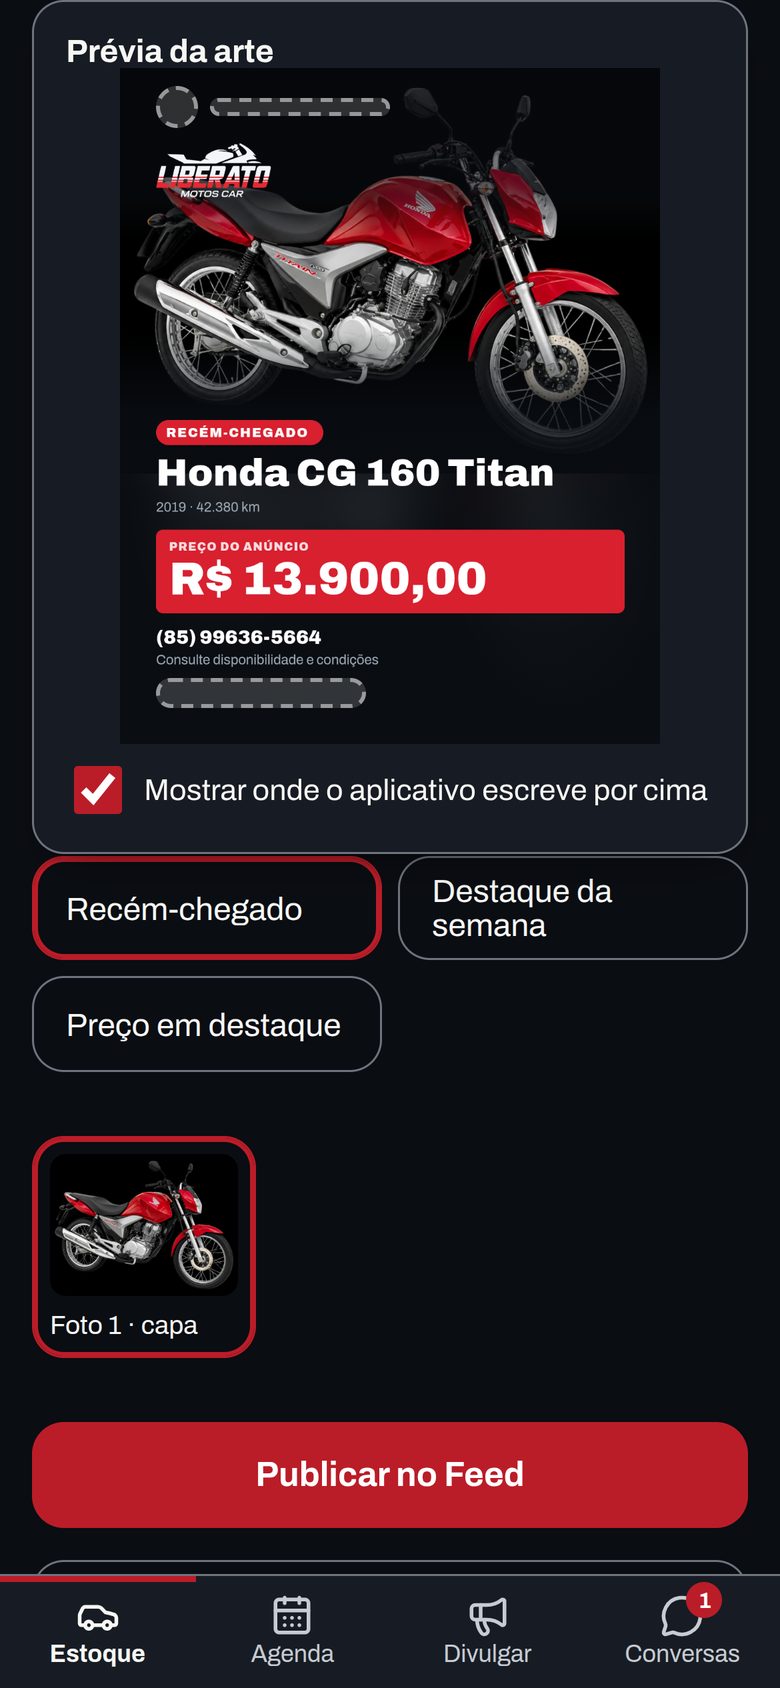 Prévia da arte
LIBERATO
MOTOS CAR
HONDA
TITAN
RECÉM-CHEGADO
Honda CG 160 Titan
2019 · 42.380 km
PREÇO DO ANÚNCIO
R$ 13.900,00
(85) 99636-5664
Consulte disponibilidade e condições
Mostrar onde o aplicativo escreve por cima
Recém-chegado
Destaque da
semana
Preço em destaque
Foto 1 · capa
Publicar no Feed
1
Estoque
Agenda
Divulgar
Conversas